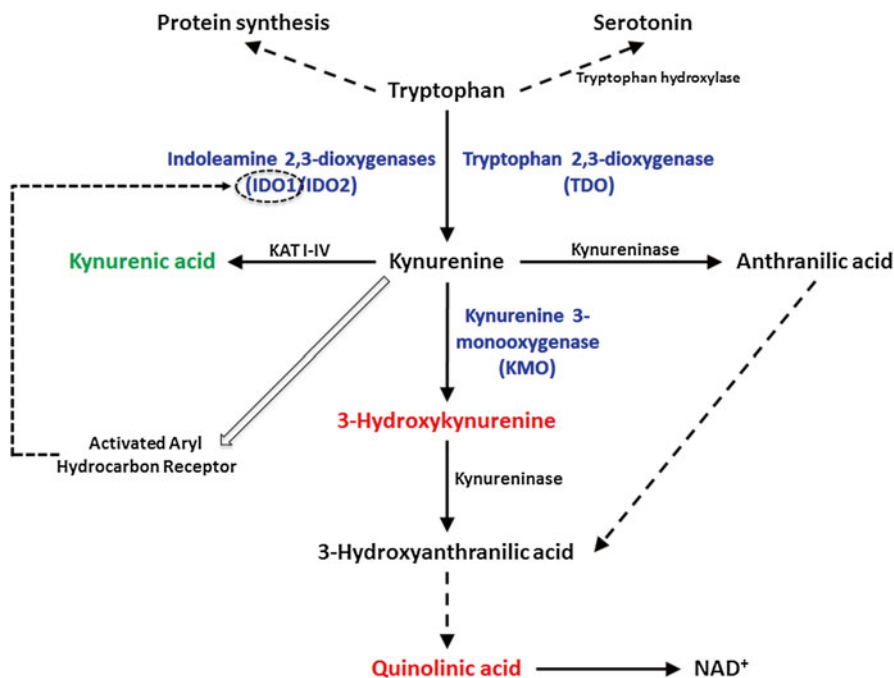 Protein synthesis
Serotonin
Tryptophan hydroxylase
Tryptophan
Indoleamine 2,3-dioxygenases
(IDO1/IDO2)
Tryptophan 2,3-dioxygenase
(TDO)
Kynurenic acid
KAT I-IV
Kynurenine
Kynureninase
Anthranilic acid
Kynurenine 3-
monooxygenase
(KMO)
3-Hydroxykynurenine
Activated Aryl
Hydrocarbon Receptor
Kynureninase
3-Hydroxyanthranilic acid
Quinolinic acid
NAD⁺